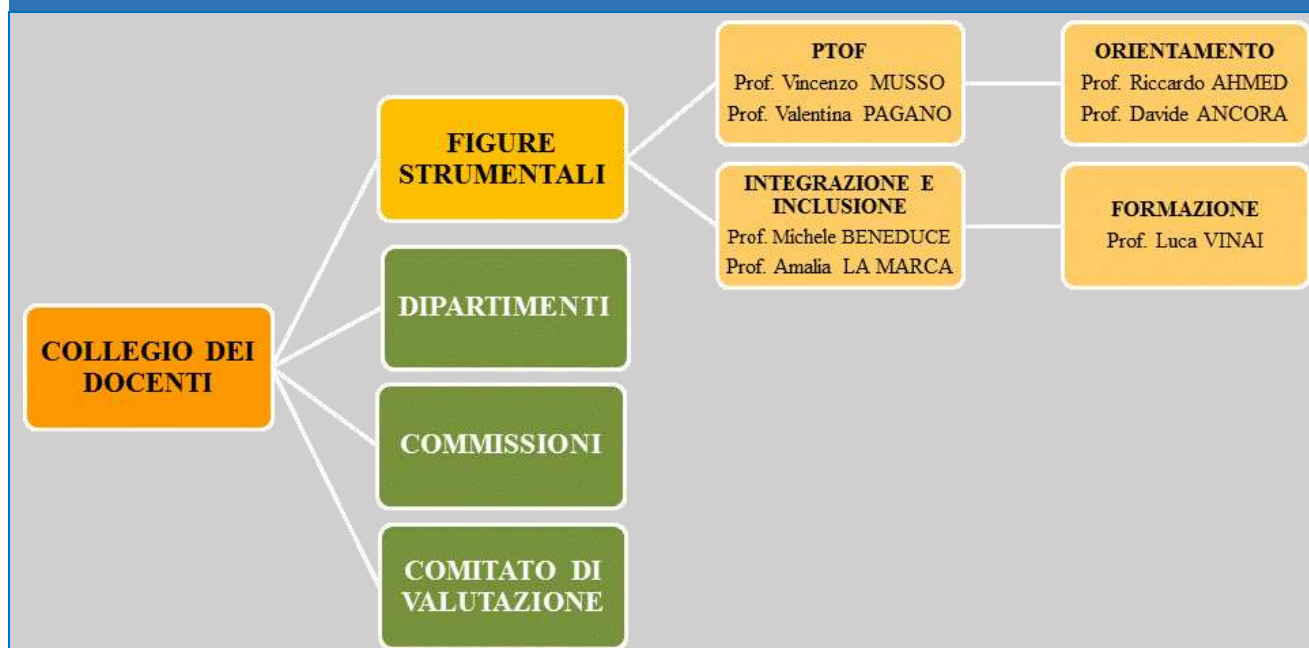 COLLEGIO DEI
DOCENTI
FIGURE
STRUMENTALI
DIPARTIMENTI
COMMISSIONI
COMITATO DI
VALUTAZIONE
PTOF
Prof. Vincenzo MUSSO
Prof. Valentina PAGANO
ORIENTAMENTO
Prof. Riccardo AHMED
Prof. Davide ANCORA
INTEGRAZIONE E
INCLUSIONE
Prof. Michele BENEDUCE
Prof. Amalia LA MARCA
FORMAZIONE
Prof. Luca VINAI